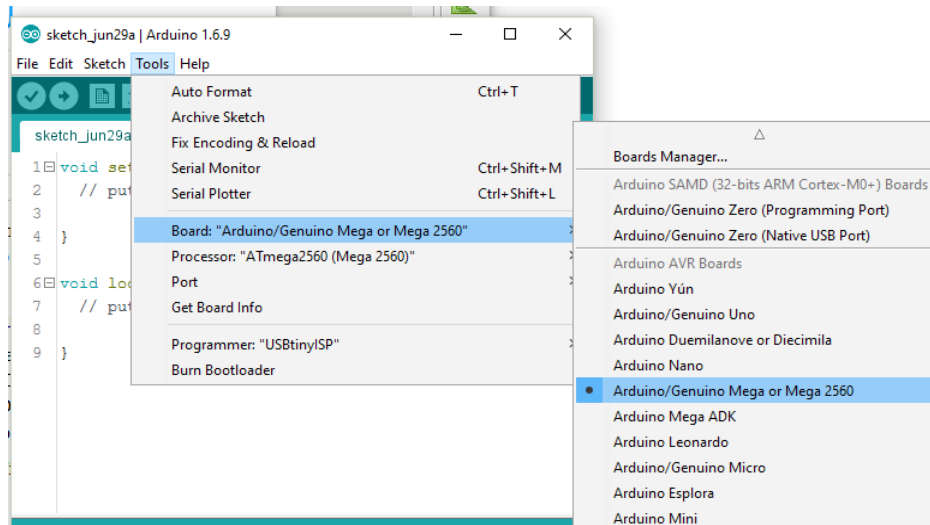 sketch_jun29a | Arduino 1.6.9
File Edit Sketch Tools Help
sketch_jun29a
1 void set
2 // put
3
4 }
5
6 void loo
7 // put
8
9 }
Auto Format Ctrl+T
Archive Sketch
Fix Encoding & Reload
Serial Monitor Ctrl+Shift+M
Serial Plotter Ctrl+Shift+L
Board: "Arduino/Genuino Mega or Mega 2560"
Processor: "ATmega2560 (Mega 2560)"
Port
Get Board Info
Programmer: "USBtinyISP"
Burn Bootloader
Boards Manager...
Arduino SAMD (32-bits ARM Cortex-M0+) Boards
Arduino/Genuino Zero (Programming Port)
Arduino/Genuino Zero (Native USB Port)
Arduino AVR Boards
Arduino Yún
Arduino/Genuino Uno
Arduino Duemilanove or Diecimila
Arduino Nano
Arduino/Genuino Mega or Mega 2560
Arduino Mega ADK
Arduino Leonardo
Arduino/Genuino Micro
Arduino Esplora
Arduino Mini